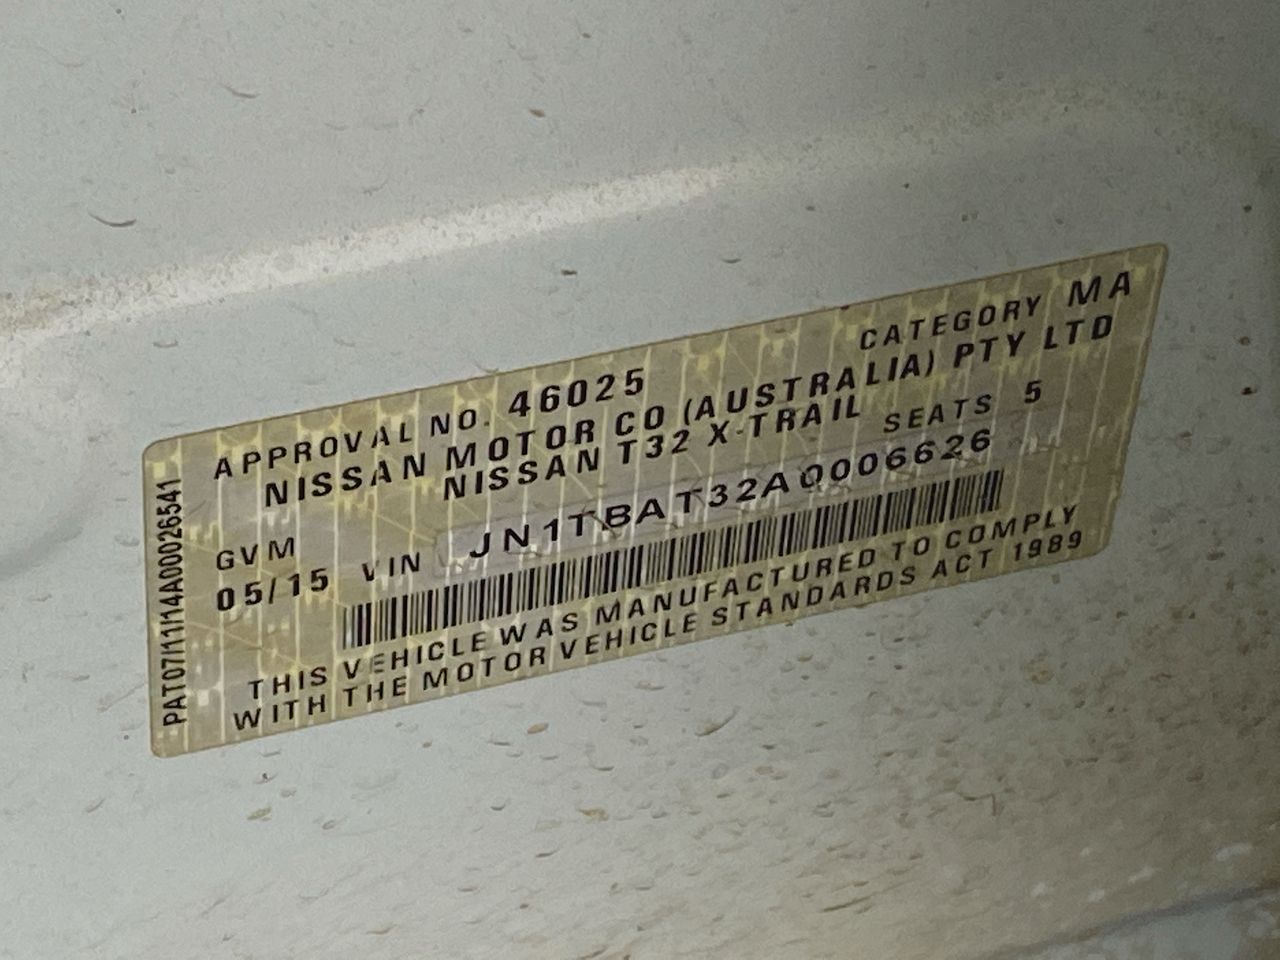 APPROVAL NO. 46025 CATEGORY MA
NISSAN MOTOR CO (AUSTRALIA) PTY LTD
NISSAN T32 X-TRAIL
GVM SEATS 5
05/15 VIN JN1TBAT32A0006626
THIS VEHICLE WAS MANUFACTURED TO COMPLY
WITH THE MOTOR VEHICLE STANDARDS ACT 1989
PAT07/11/14A00026541